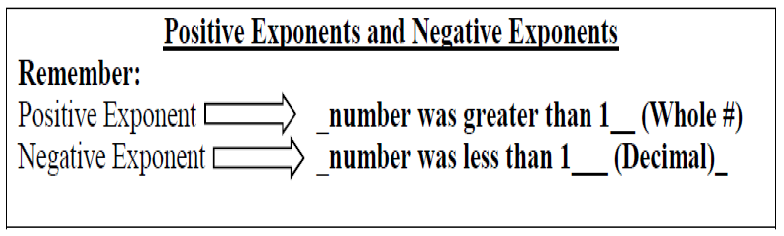 Positive Exponents and Negative Exponents
Remember:
Positive Exponent _number was greater than 1__ (Whole #)
Negative Exponent _number was less than 1___ (Decimal)_